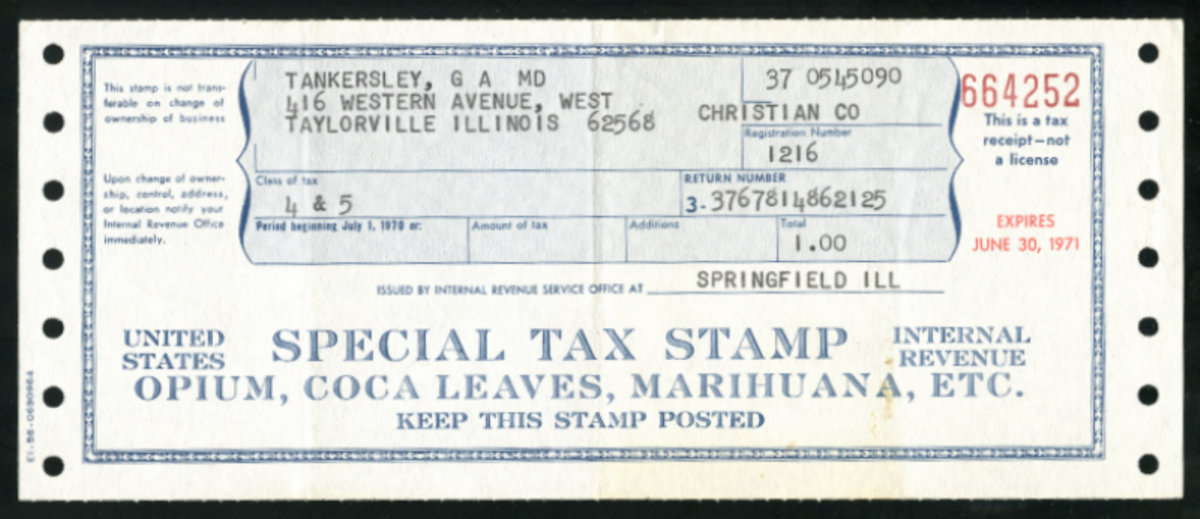 This stamp is not trans-
ferable on change of
ownership of business
Upon change of owner-
ship, control, address,
or location notify your
Internal Revenue Office
immediately.
TANKERSLEY, G A MD
416 WESTERN AVENUE, WEST
TAYLORVILLE ILLINOIS 62568
37 0545090
CHRISTIAN CO
Registration Number
1216
Class of tax
4 & 5
RETURN NUMBER
3.3767814862125
Period beginning July 1, 1970 or:
Amount of tax
Additions
Total
1.00
664252
This is a tax
receipt—not
a license
EXPIRES
JUNE 30, 1971
ISSUED BY INTERNAL REVENUE SERVICE OFFICE AT SPRINGFIELD ILL
UNITED STATES
SPECIAL TAX STAMP
INTERNAL REVENUE
OPIUM, COCA LEAVES, MARIHUANA, ETC.
KEEP THIS STAMP POSTED